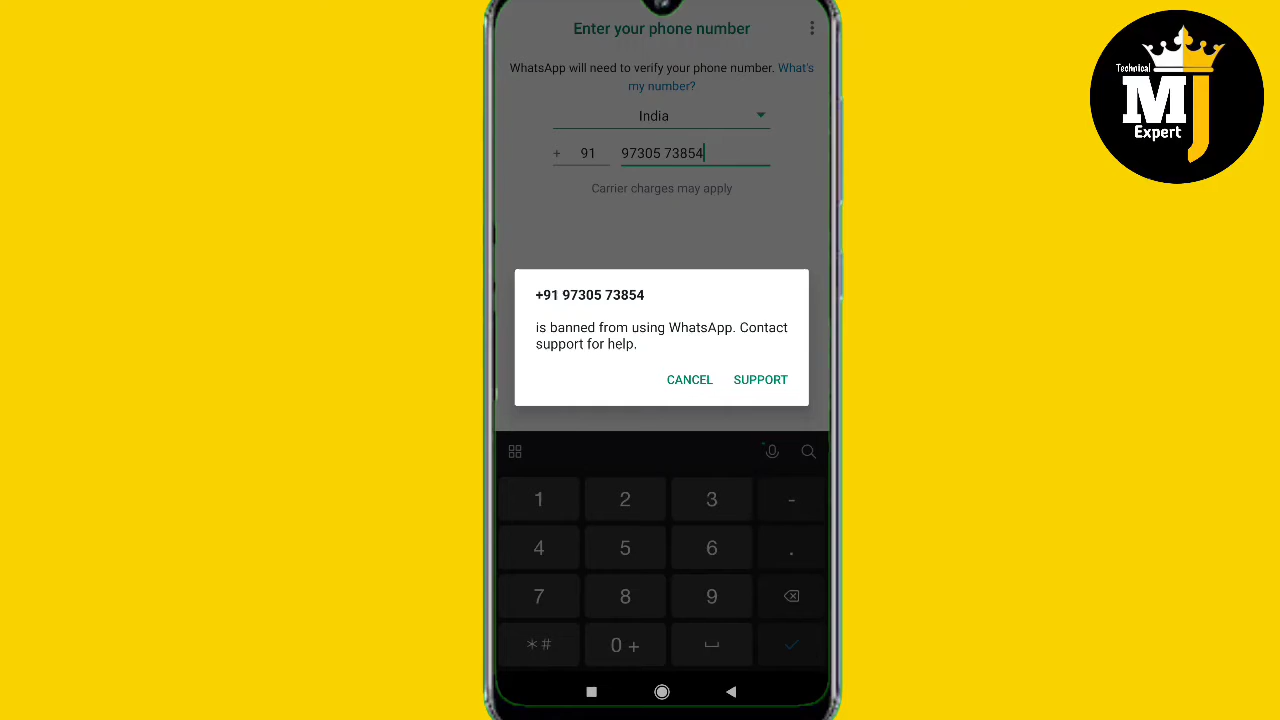 Enter your phone number
WhatsApp will need to verify your phone number. What's
my number?
India
+ 91 97305 73854
Carrier charges may apply
+91 97305 73854
is banned from using WhatsApp. Contact
support for help.
CANCEL SUPPORT
1 2 3 -
4 5 6 .
7 8 9
*# 0 +
Technical
MJ
Expert